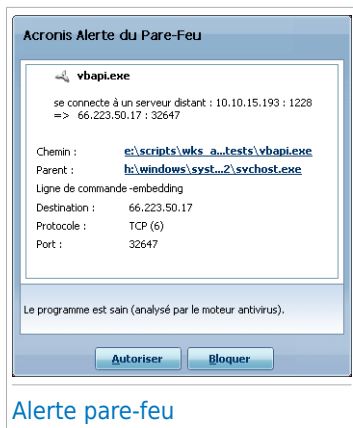 Acronis Alerte du Pare-Feu
vbapi.exe
se connecte à un serveur distant : 10.10.15.193 : 1228
=> 66.223.50.17 : 32647
Chemin : e:\scripts\wks_a...tests\vbapi.exe
Parent : h:\windows\syst...2\svchost.exe
Ligne de commande -embedding
Destination : 66.223.50.17
Protocole : TCP (6)
Port : 32647
Le programme est sain (analysé par le moteur antivirus).
Autoriser Bloquer
Alerte pare-feu